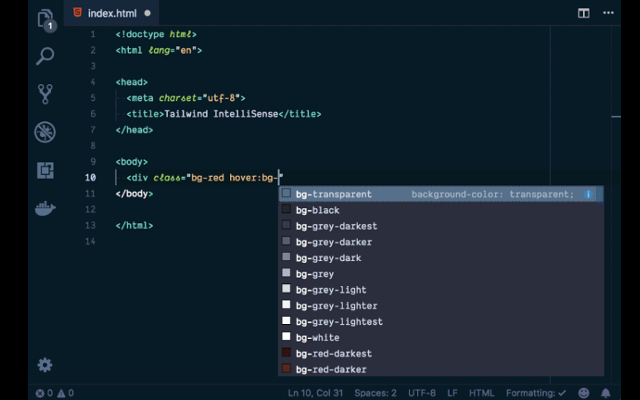 index.html
1
1 <!doctype html>
2 <html lang="en">
3
4 <head>
5 <meta charset="utf-8">
6 <title>Tailwind IntelliSense</title>
7 </head>
8
9 <body>
10 <div class="bg-red hover:bg-"
11 </body>
12
13 </html>
14
bg-transparent background-color: transparent;
bg-black
bg-grey-darkest
bg-grey-darker
bg-grey-dark
bg-grey
bg-grey-light
bg-grey-lighter
bg-grey-lightest
bg-white
bg-red-darkest
bg-red-darker
0 0 Ln 10, Col 31 Spaces: 2 UTF-8 LF HTML Formatting: ✓